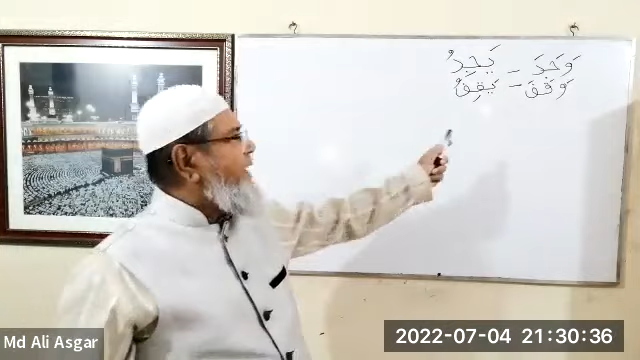 وَجَدَ – يَجِدُ
وَقَفَ – يَقِفُ
Md Ali Asgar
2022-07-04 21:30:36